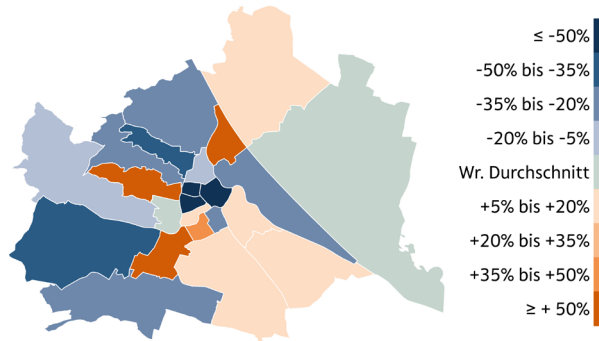 ≤ -50%
-50% bis -35%
-35% bis -20%
-20% bis -5%
Wr. Durchschnitt
+5% bis +20%
+20% bis +35%
+35% bis +50%
≥ + 50%